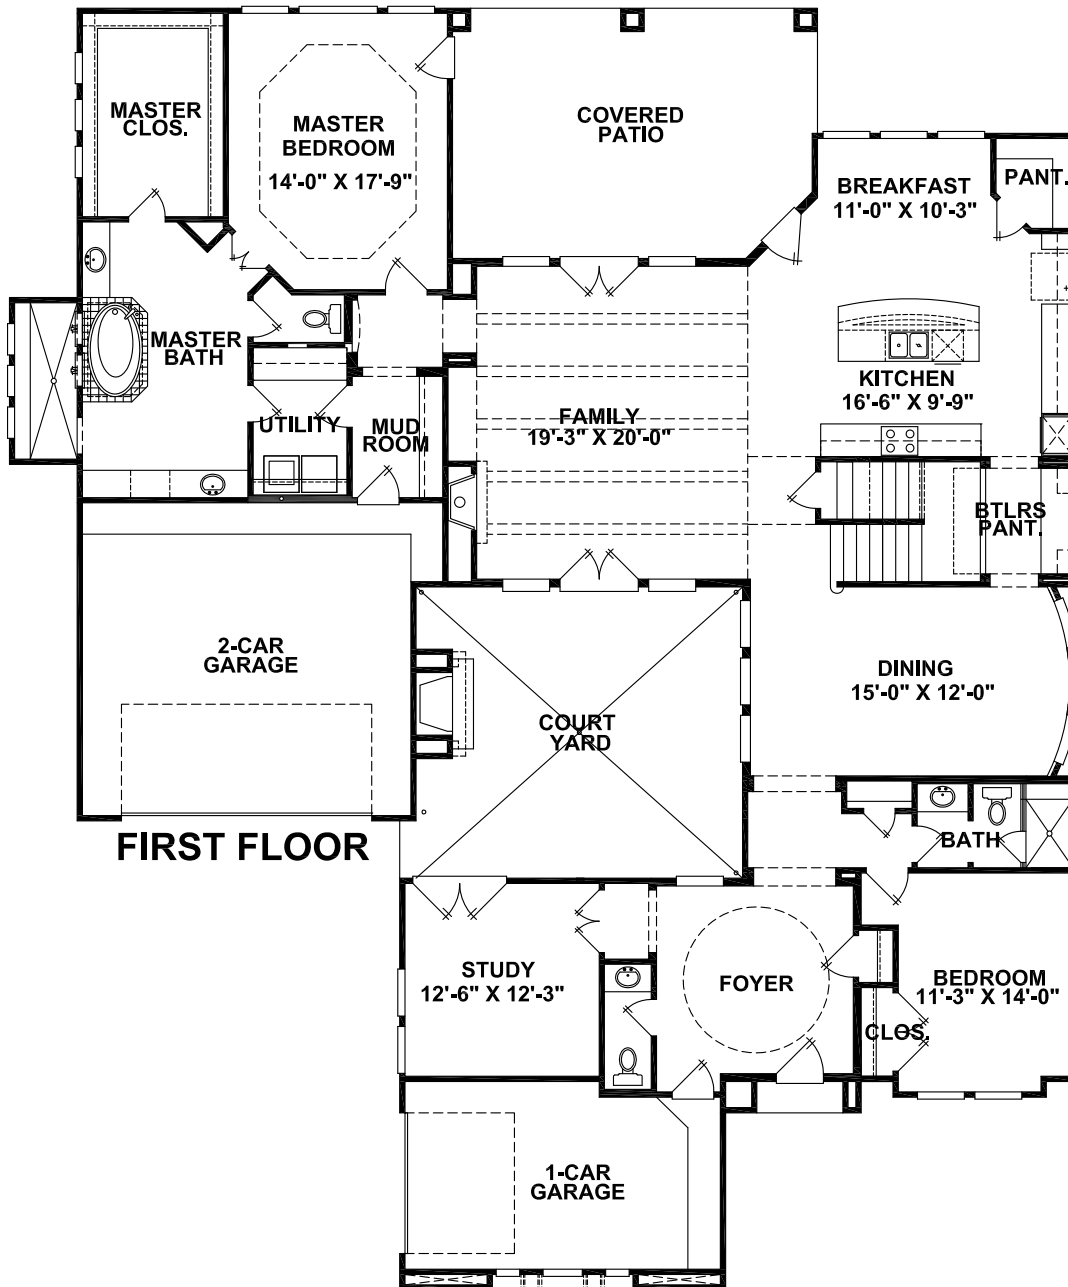 MASTER
CLOS.
MASTER
BEDROOM
14'-0" X 17'-9"
COVERED
PATIO
BREAKFAST
11'-0" X 10'-3"
PANT.
MASTER
BATH
KITCHEN
16'-6" X 9'-9"
UTILITY
MUD
ROOM
FAMILY
19'-3" X 20'-0"
BTLRS
PANT.
2-CAR
GARAGE
DINING
15'-0" X 12'-0"
COURT
YARD
FIRST FLOOR
BATH
STUDY
12'-6" X 12'-3"
FOYER
BEDROOM
11'-3" X 14'-0"
CLOS.
1-CAR
GARAGE